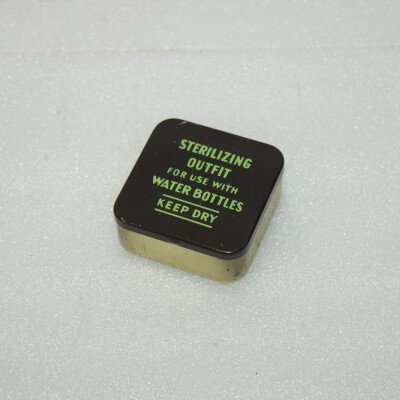 STERILIZING
OUTFIT
FOR USE WITH
WATER BOTTLES
KEEP DRY